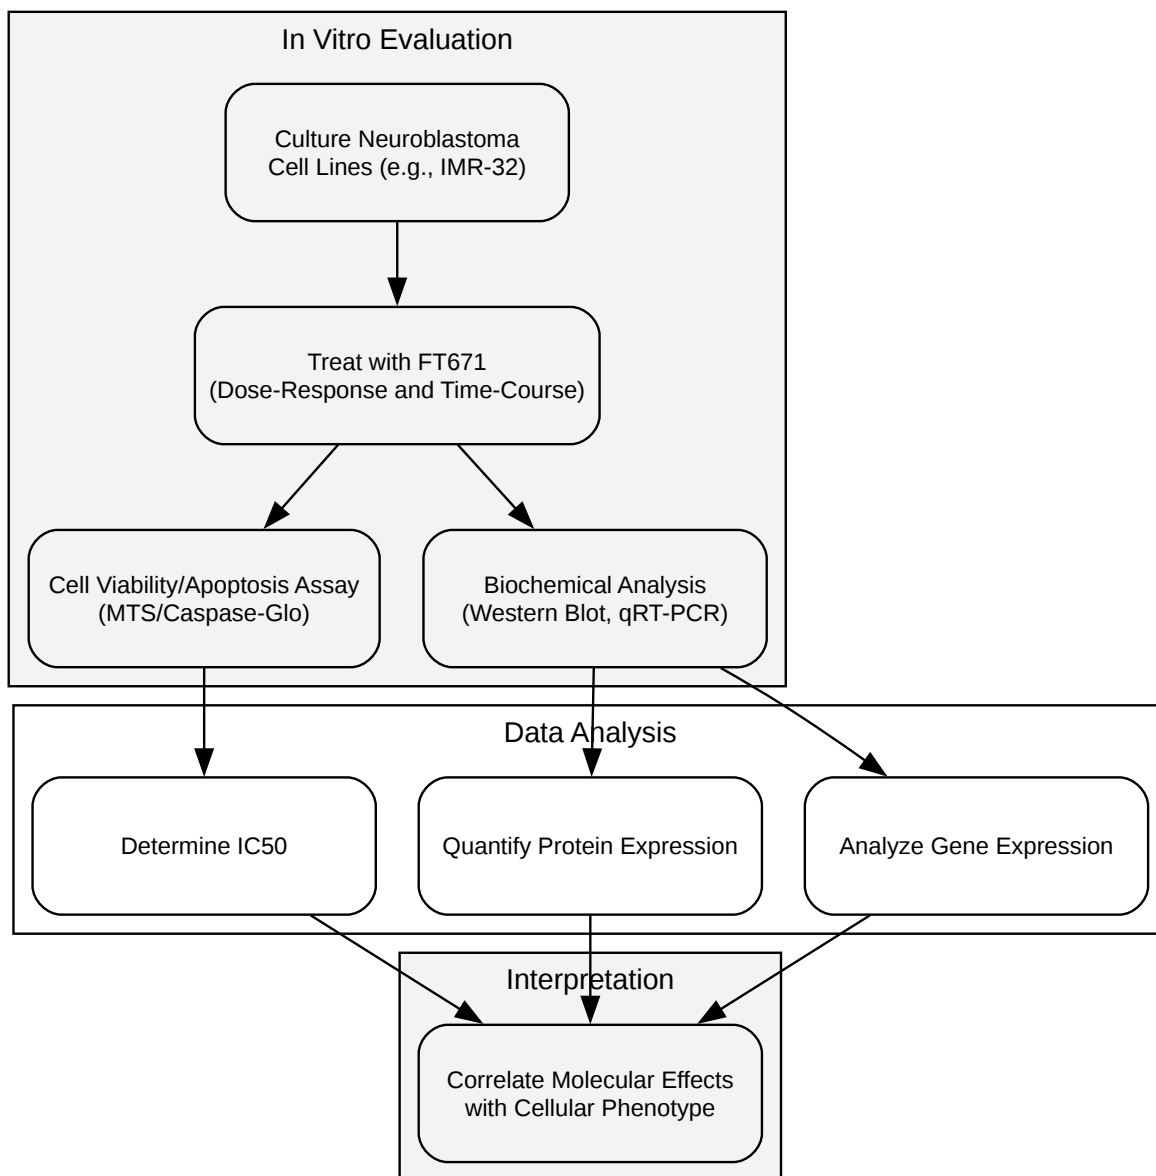 In Vitro Evaluation
Culture Neuroblastoma
Cell Lines (e.g., IMR-32)
Treat with FT671
(Dose-Response and Time-Course)
Cell Viability/Apoptosis Assay
(MTS/Caspase-Glo)
Biochemical Analysis
(Western Blot, qRT-PCR)
Data Analysis
Determine IC50
Quantify Protein Expression
Analyze Gene Expression
Interpretation
Correlate Molecular Effects
with Cellular Phenotype